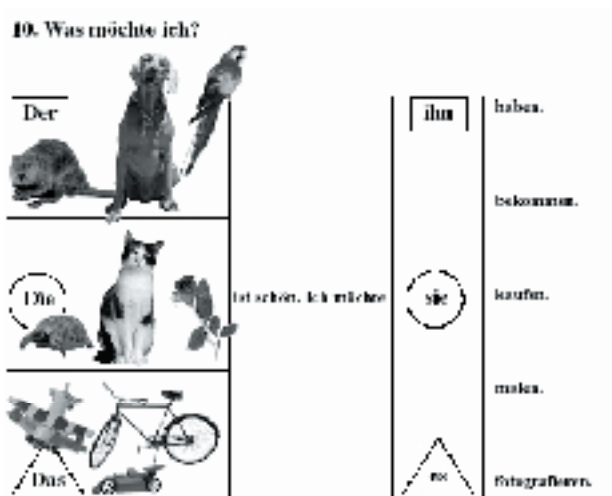 10. Was möchte ich?
Der
ihn
haben.
bekommen.
Die
ist schön. Ich möchte
sie
kaufen.
malen.
Das
es
fotografieren.